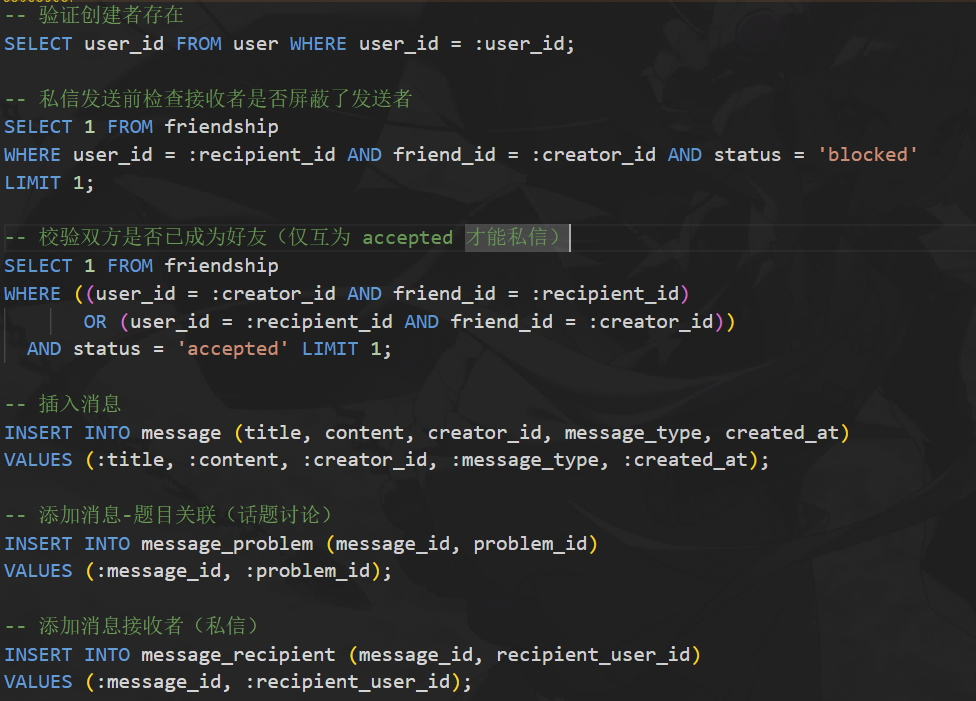 -- 验证创建者存在
SELECT user_id FROM user WHERE user_id = :user_id;
-- 私信发送前检查接收者是否屏蔽了发送者
SELECT 1 FROM friendship
WHERE user_id = :recipient_id AND friend_id = :creator_id AND status = 'blocked'
LIMIT 1;
-- 校验双方是否已成为好友（仅互为 accepted 才能私信）
SELECT 1 FROM friendship
WHERE ((user_id = :creator_id AND friend_id = :recipient_id)
OR (user_id = :recipient_id AND friend_id = :creator_id))
AND status = 'accepted' LIMIT 1;
-- 插入消息
INSERT INTO message (title, content, creator_id, message_type, created_at)
VALUES (:title, :content, :creator_id, :message_type, :created_at);
-- 添加消息-题目关联（话题讨论）
INSERT INTO message_problem (message_id, problem_id)
VALUES (:message_id, :problem_id);
-- 添加消息接收者（私信）
INSERT INTO message_recipient (message_id, recipient_user_id)
VALUES (:message_id, :recipient_user_id);